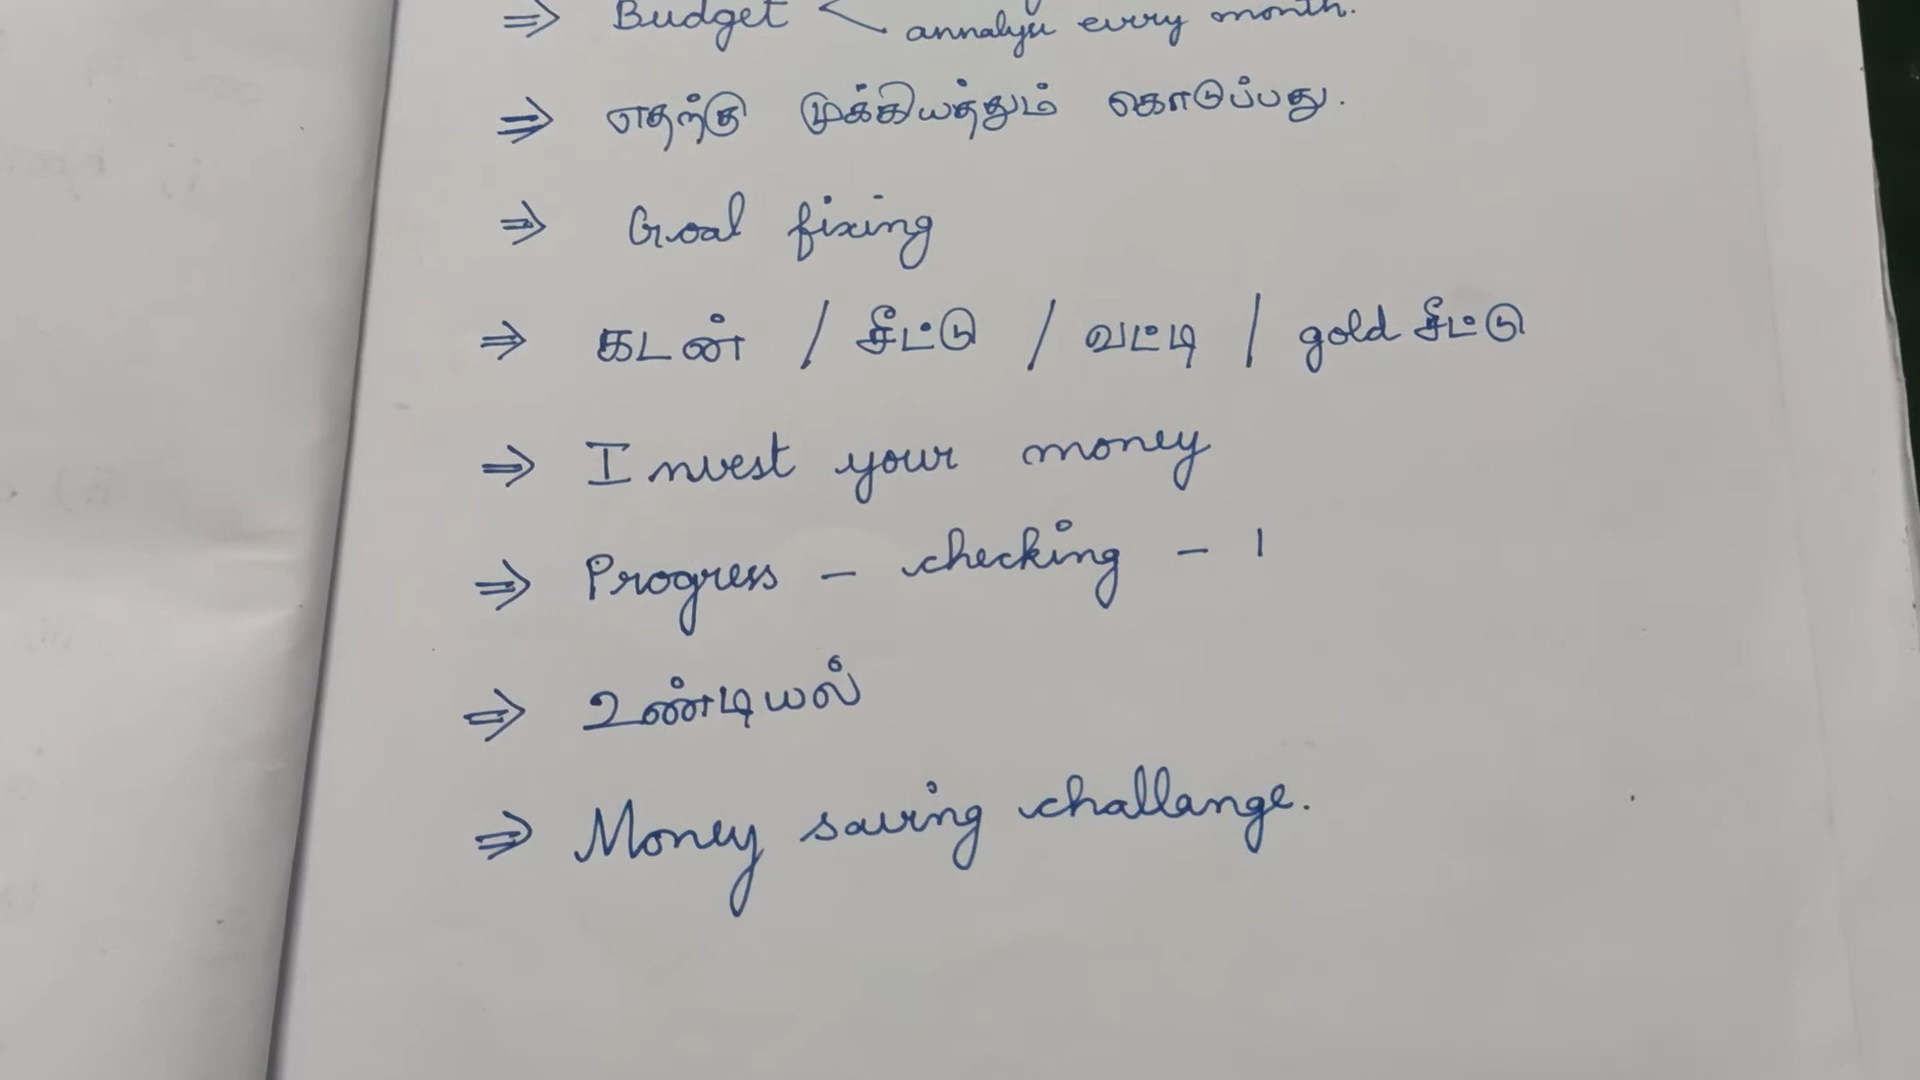 ⇒ Budget < annalyse every month.
⇒ எதற்கு முக்கியத்தும் கொடுப்பது.
⇒ Goal fixing
⇒ கடன் / சீட்டு / வட்டி / gold சீட்டு
⇒ Invest your money
⇒ Progress - checking - 1
⇒ உண்டியல்
⇒ Money saving challange.